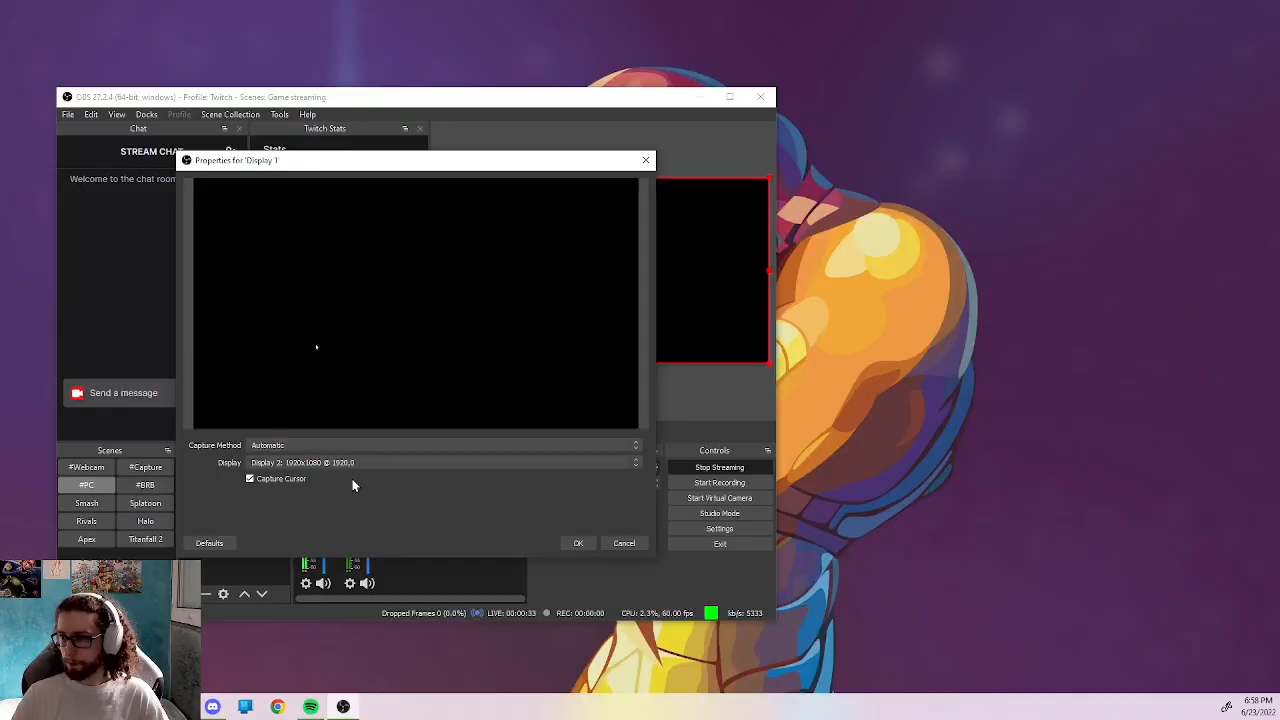 OBS 27.2.4 (64-bit, windows) - Profile: Twitch - Scenes: Game streaming
File Edit View Docks Profile Scene Collection Tools Help
Chat
Twitch Stats
STREAM CHAT
Stats
Properties for 'Display 1'
Welcome to the chat room
Send a message
Capture Method Automatic
Display Display 2: 1920x1080 @ 1920,0
Capture Cursor
Defaults OK Cancel
Scenes
#Webcam #Capture
#PC #BRB
Smash Splatoon
Rivals Halo
Apex Titanfall 2
Controls
Stop Streaming
Start Recording
Start Virtual Camera
Studio Mode
Settings
Exit
Dropped Frames 0 (0.0%) LIVE: 00:00:33 REC: 00:00:00 CPU: 2.3%, 60.00 fps kb/s: 5333
6:58 PM
6/23/2022